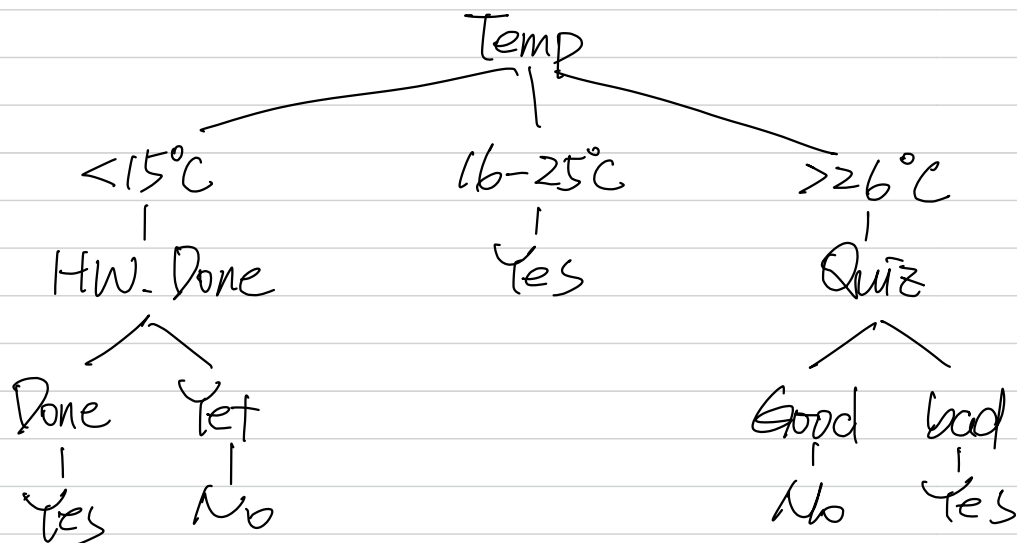 Temp
<15°C 16-25°C >26°C
HW_Done Yes Quiz
Done Yet Good bad
Yes No No Yes